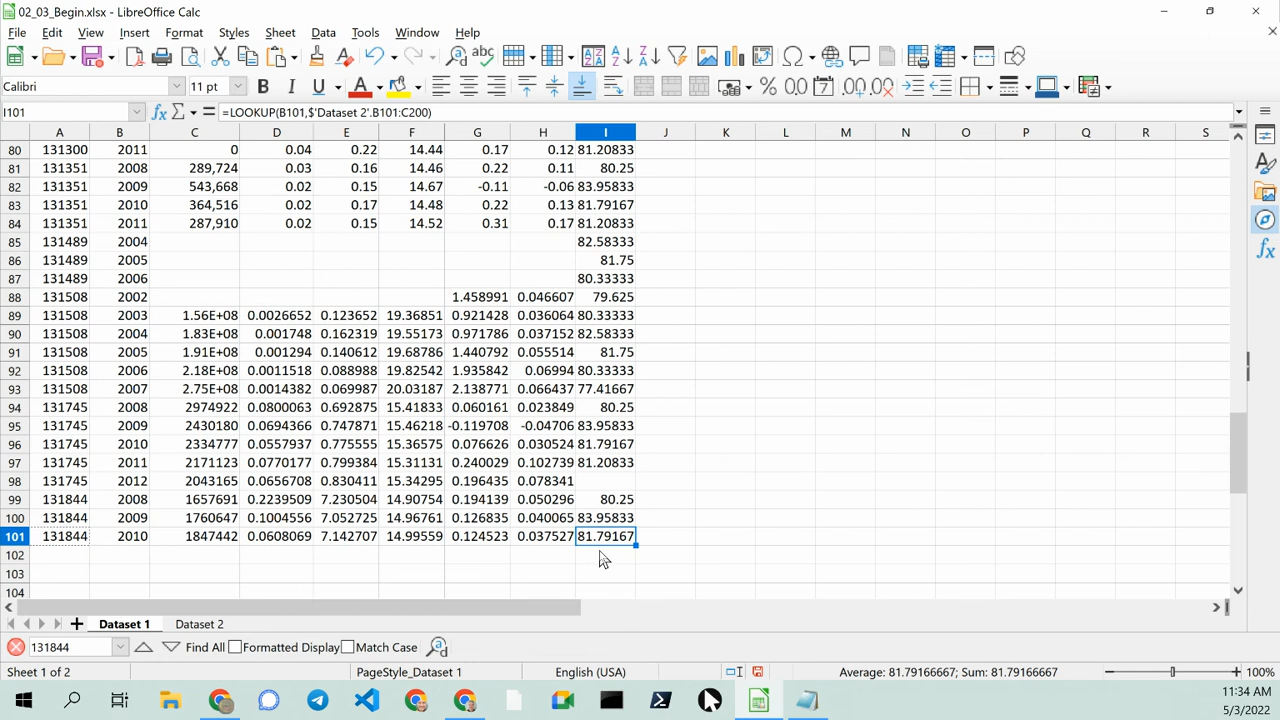 02_03_Begin.xlsx - LibreOffice Calc
File Edit View Insert Format Styles Sheet Data Tools Window Help
Calibri 11 pt
I101 =LOOKUP(B101,$'Dataset 2'.B101:C200)
A B C D E F G H I J K L M N O P Q R S
80 131300 2011 0 0.04 0.22 14.44 0.17 0.12 81.20833
81 131351 2008 289,724 0.03 0.16 14.46 0.22 0.11 80.25
82 131351 2009 543,668 0.02 0.15 14.67 -0.11 -0.06 83.95833
83 131351 2010 364,516 0.02 0.17 14.48 0.22 0.13 81.79167
84 131351 2011 287,910 0.02 0.15 14.52 0.31 0.17 81.20833
85 131489 2004 82.58333
86 131489 2005 81.75
87 131489 2006 80.33333
88 131508 2002 1.458991 0.046607 79.625
89 131508 2003 1.56E+08 0.0026652 0.123652 19.36851 0.921428 0.036064 80.33333
90 131508 2004 1.83E+08 0.001748 0.162319 19.55173 0.971786 0.037152 82.58333
91 131508 2005 1.91E+08 0.001294 0.140612 19.68786 1.440792 0.055514 81.75
92 131508 2006 2.18E+08 0.0011518 0.088988 19.82542 1.935842 0.06994 80.33333
93 131508 2007 2.75E+08 0.0014382 0.069987 20.03187 2.138771 0.066437 77.41667
94 131745 2008 2974922 0.0800063 0.692875 15.41833 0.060161 0.023849 80.25
95 131745 2009 2430180 0.0694366 0.747871 15.46218 -0.119708 -0.04706 83.95833
96 131745 2010 2334777 0.0557937 0.775555 15.36575 0.076626 0.030524 81.79167
97 131745 2011 2171123 0.0770177 0.799384 15.31131 0.240029 0.102739 81.20833
98 131745 2012 2043165 0.0656708 0.830411 15.34295 0.196435 0.078341
99 131844 2008 1657691 0.2239509 7.230504 14.90754 0.194139 0.050296 80.25
100 131844 2009 1760647 0.1004556 7.052725 14.96761 0.126835 0.040065 83.95833
101 131844 2010 1847442 0.0608069 7.142707 14.99559 0.124523 0.037527 81.79167
102
103
104
Dataset 1 Dataset 2
131844 Find All Formatted Display Match Case
Sheet 1 of 2 PageStyle_Dataset 1 English (USA) Average: 81.79166667; Sum: 81.79166667 100%
11:34 AM
5/3/2022